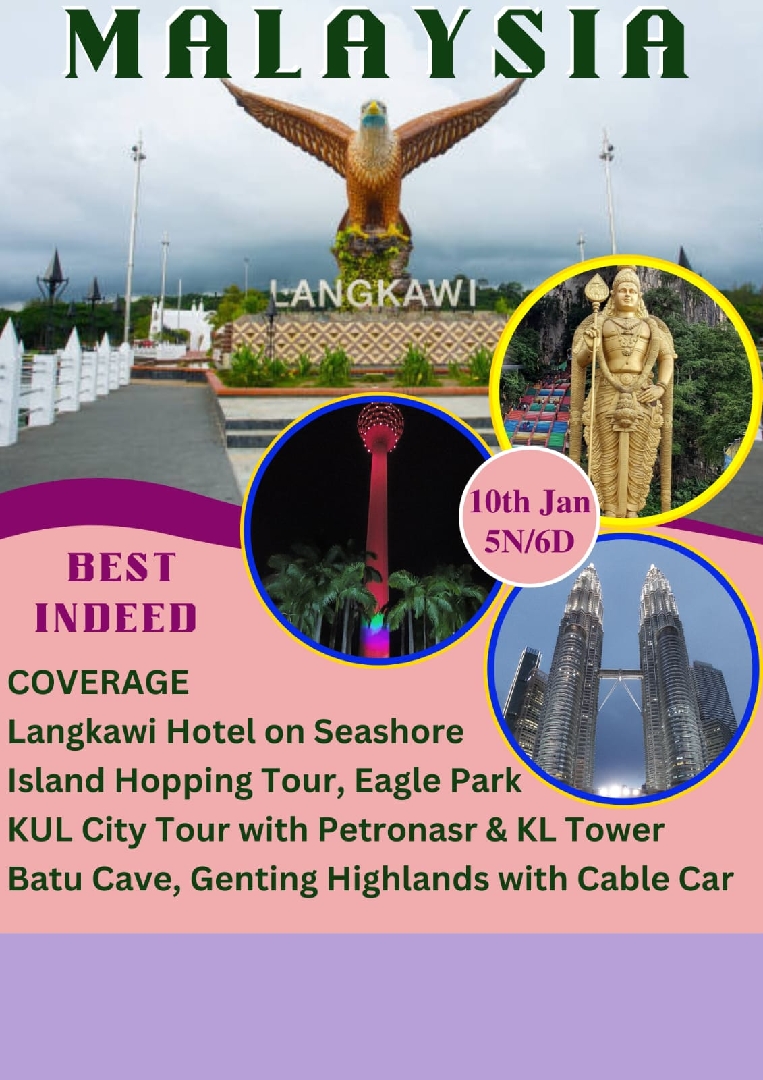 MALAYSIA
LANGKAWI
10th Jan
5N/6D
BEST
INDEED
COVERAGE
Langkawi Hotel on Seashore
Island Hopping Tour, Eagle Park
KUL City Tour with Petronasr & KL Tower
Batu Cave, Genting Highlands with Cable Car